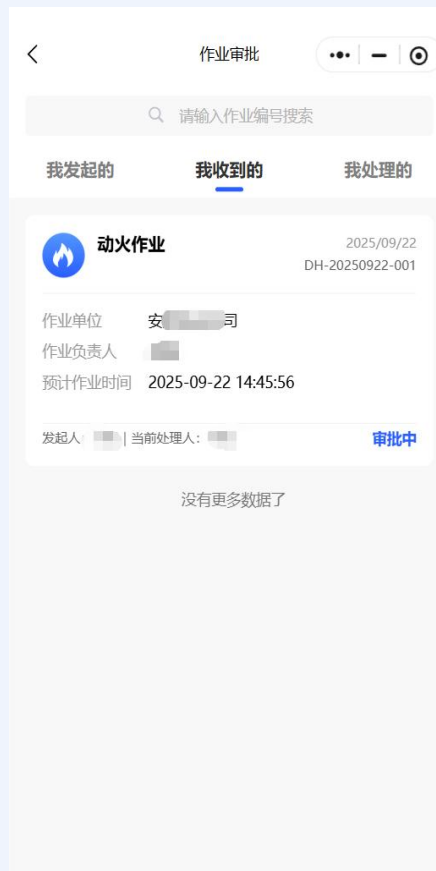 作业审批
请输入作业编号搜索
我发起的 我收到的 我处理的
动火作业 2025/09/22
DH-20250922-001
作业单位 安 司
作业负责人
预计作业时间 2025-09-22 14:45:56
发起人 | 当前处理人： 审批中
没有更多数据了